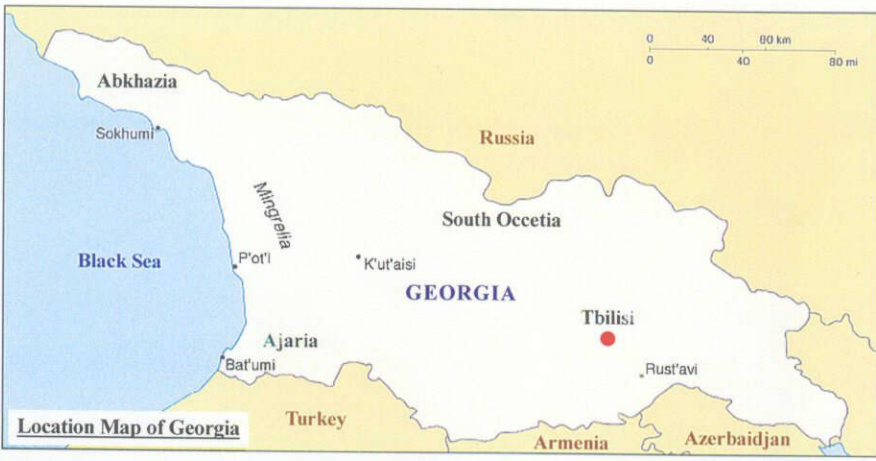 0 40 80 km
0 40 80 mi
Abkhazia
Sokhumi
Russia
Mingrelia
South Occetia
Black Sea
P'ot'i
K'ut'aisi
GEORGIA
Tbilisi
Ajaria
Bat'umi
Rust'avi
Location Map of Georgia
Turkey
Armenia
Azerbaidjan